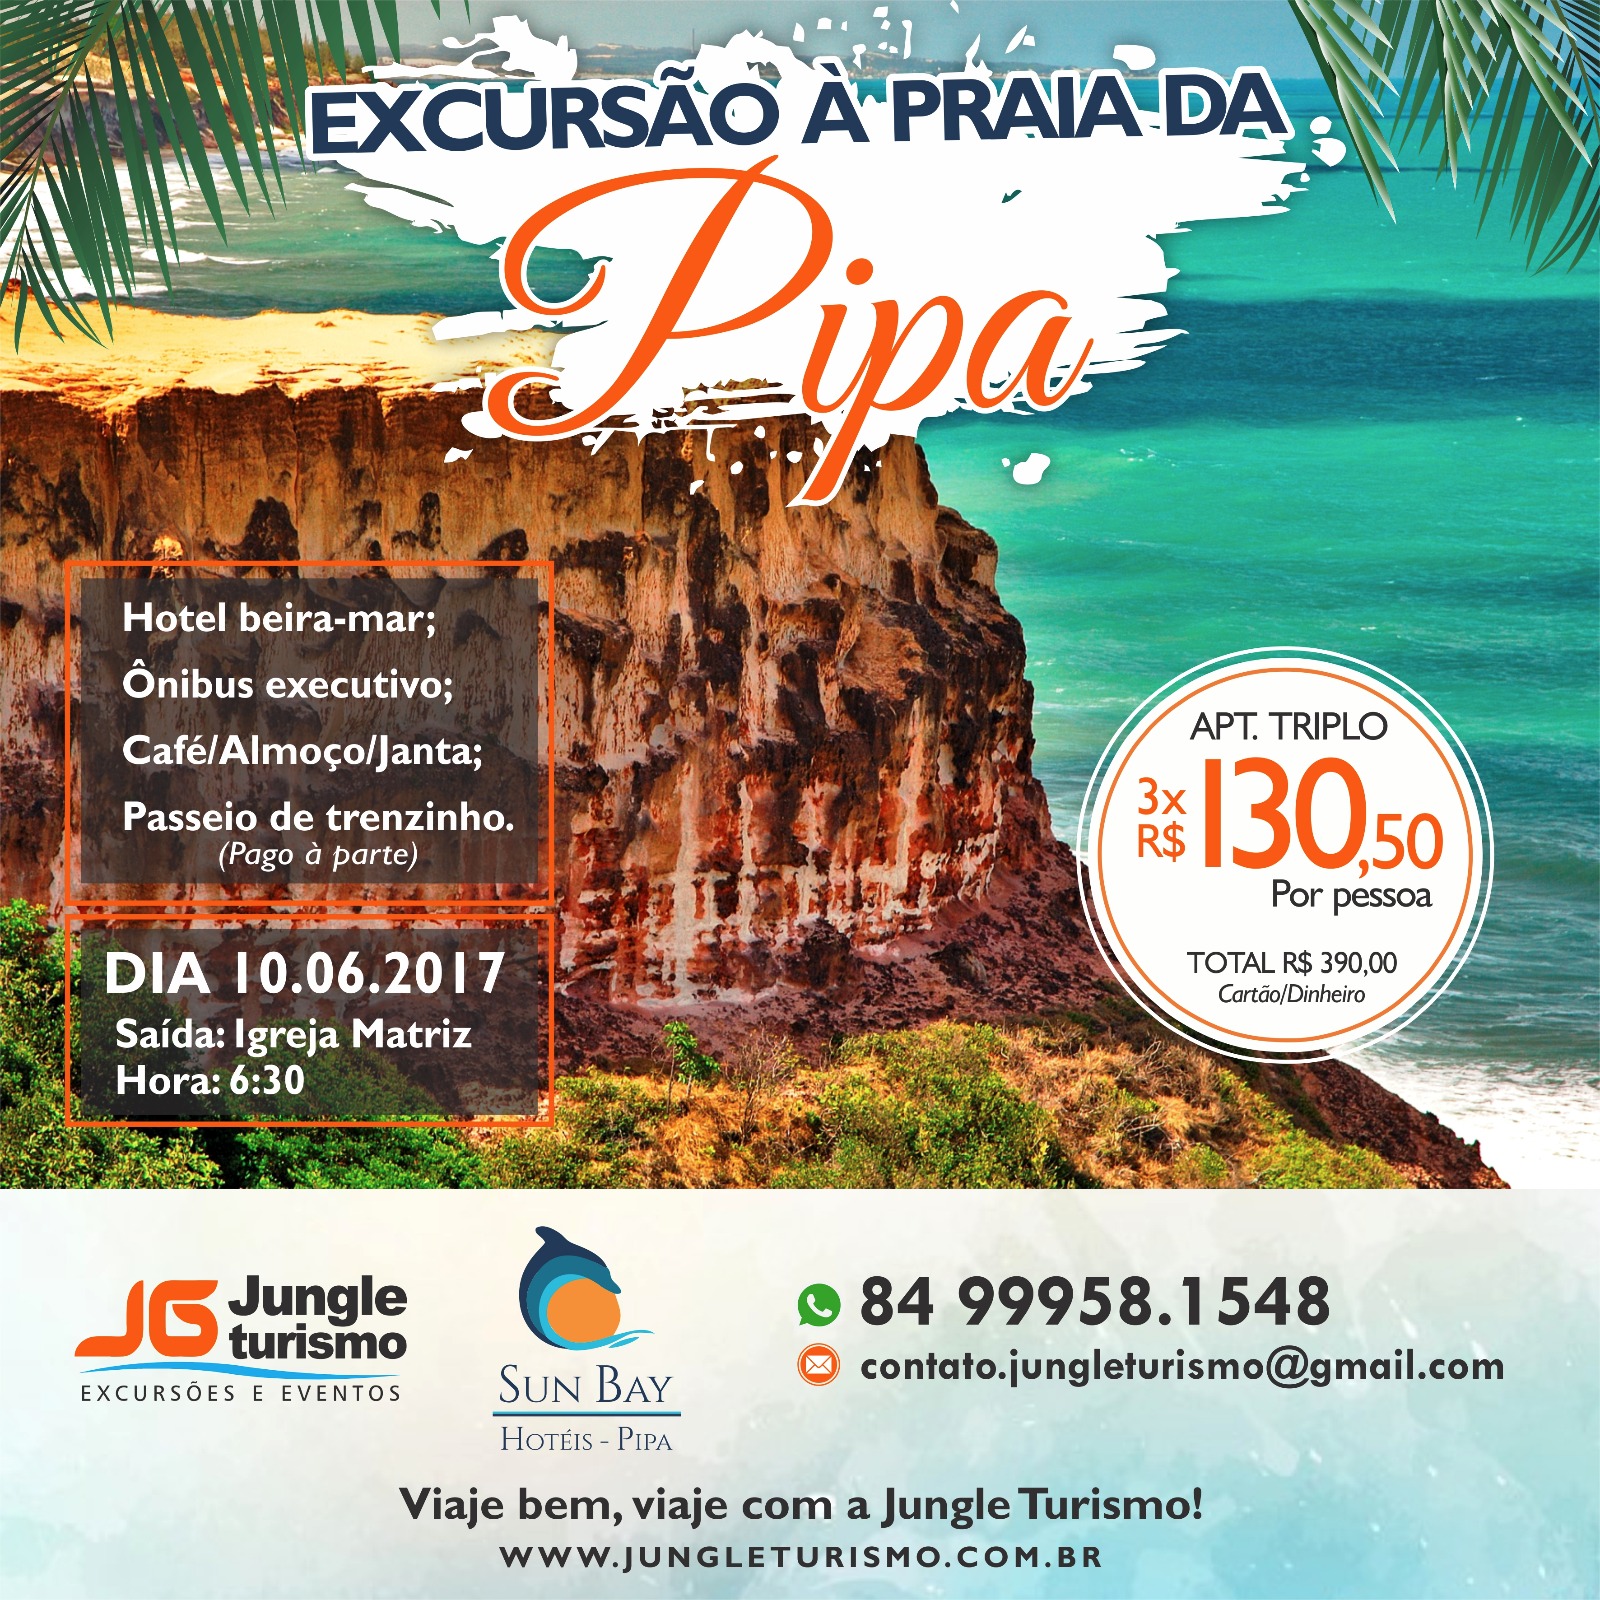 EXCURSÃO À PRAIA DA
Pipa
Hotel beira-mar;
Ônibus executivo;
Café/Almoço/Janta;
Passeio de trenzinho.
(Pago à parte)
DIA 10.06.2017
Saída: Igreja Matriz
Hora: 6:30
APT. TRIPLO
3x R$ 130,50
Por pessoa
TOTAL R$ 390,00
Cartão/Dinheiro
JG Jungle
turismo
EXCURSÕES E EVENTOS
SUN BAY
HOTÉIS - PIPA
84 99958.1548
contato.jungleturismo@gmail.com
Viaje bem, viaje com a Jungle Turismo!
WWW.JUNGLETURISMO.COM.BR